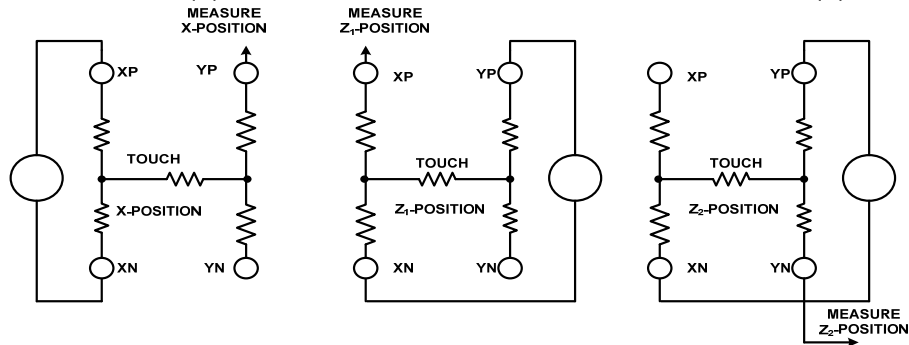 MEASURE
X-POSITION
XP
YP
TOUCH
X-POSITION
XN
YN
MEASURE
Z₁-POSITION
XP
YP
TOUCH
Z₁-POSITION
XN
YN
XP
YP
TOUCH
Z₂-POSITION
XN
YN
MEASURE
Z₂-POSITION